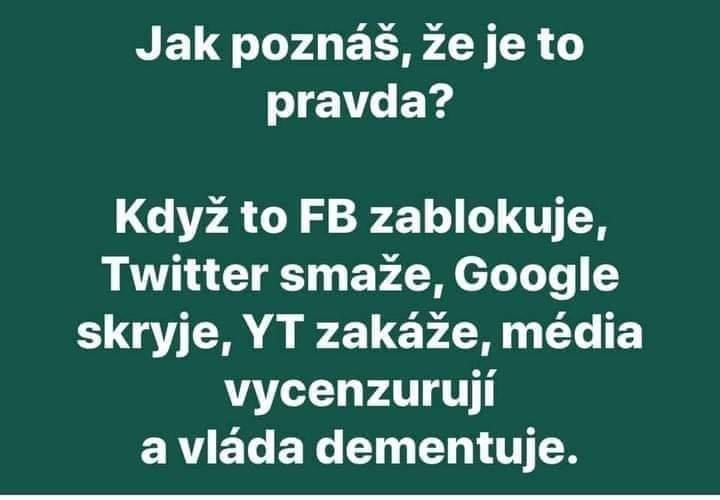 Jak poznáš, že je to
pravda?
Když to FB zablokuje,
Twitter smaže, Google
skryje, YT zakáže, média
vycenzurují
a vláda dementuje.